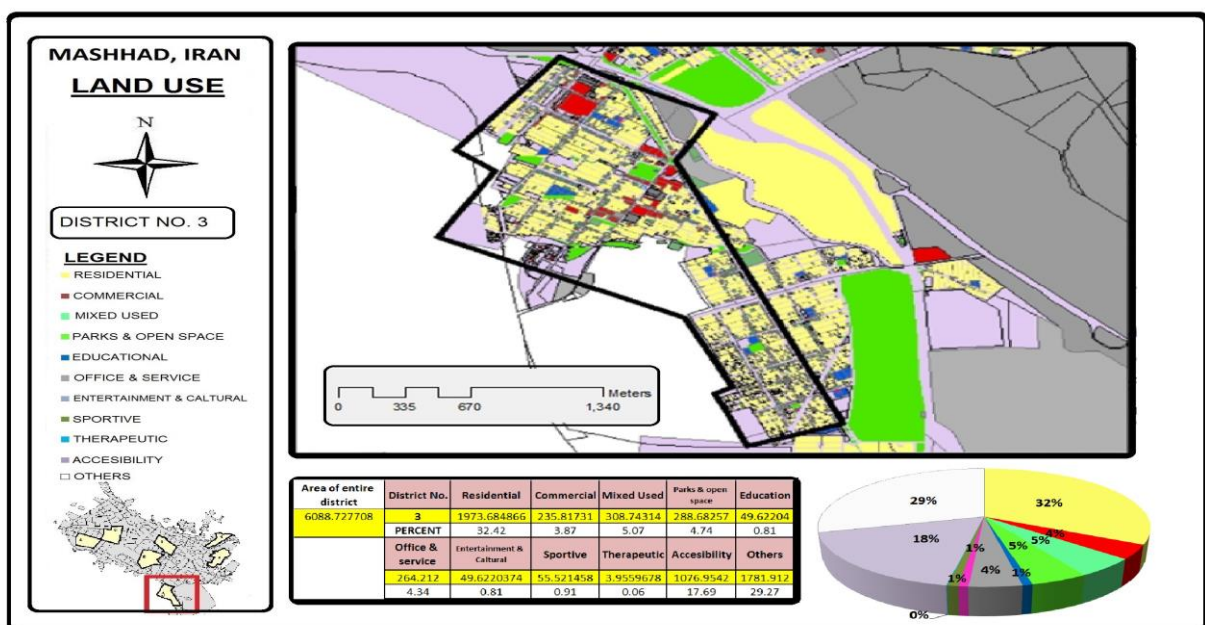 MASHHAD, IRAN
LAND USE
N
DISTRICT NO. 3
LEGEND
RESIDENTIAL
COMMERCIAL
MIXED USED
PARKS & OPEN SPACE
EDUCATIONAL
OFFICE & SERVICE
ENTERTAINMENT & CALTURAL
SPORTIVE
THERAPEUTIC
ACCESIBILITY
OTHERS
Meters
0 335 670 1,340
Area of entire district District No. Residential Commercial Mixed Used Parks & open space Education
6088.727708 3 1973.684866 235.81731 308.74314 288.68257 49.62204
PERCENT 32.42 3.87 5.07 4.74 0.81
Office & service Entertainment & Caltural Sportive Therapeutic Accesibility Others
264.212 49.6220374 55.521458 3.9559678 1076.9542 1781.912
4.34 0.81 0.91 0.06 17.69 29.27
29%
32%
4%
18%
5%
1%
5%
1%
4%
1%
0%